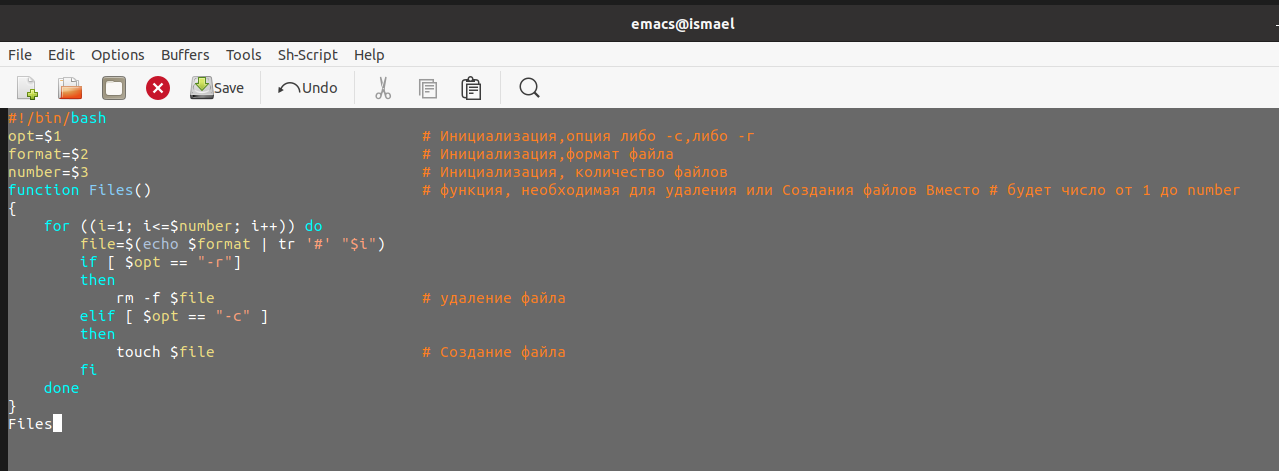 emacs@ismael
File Edit Options Buffers Tools Sh-Script Help
Save Undo
#!/bin/bash
opt=$1 # Инициализация,опция либо -с,либо -r
format=$2 # Инициализация,формат файла
number=$3 # Инициализация, количество файлов
function Files() # функция, необходимая для удаления или Создания файлов Вместо # будет число от 1 до number
{
    for ((i=1; i<=$number; i++)) do
        file=$(echo $format | tr '#' "$i")
        if [ $opt == "-r"]
        then
            rm -f $file # удаление файла
        elif [ $opt == "-c" ]
        then
            touch $file # Создание файла
        fi
    done
}
Files